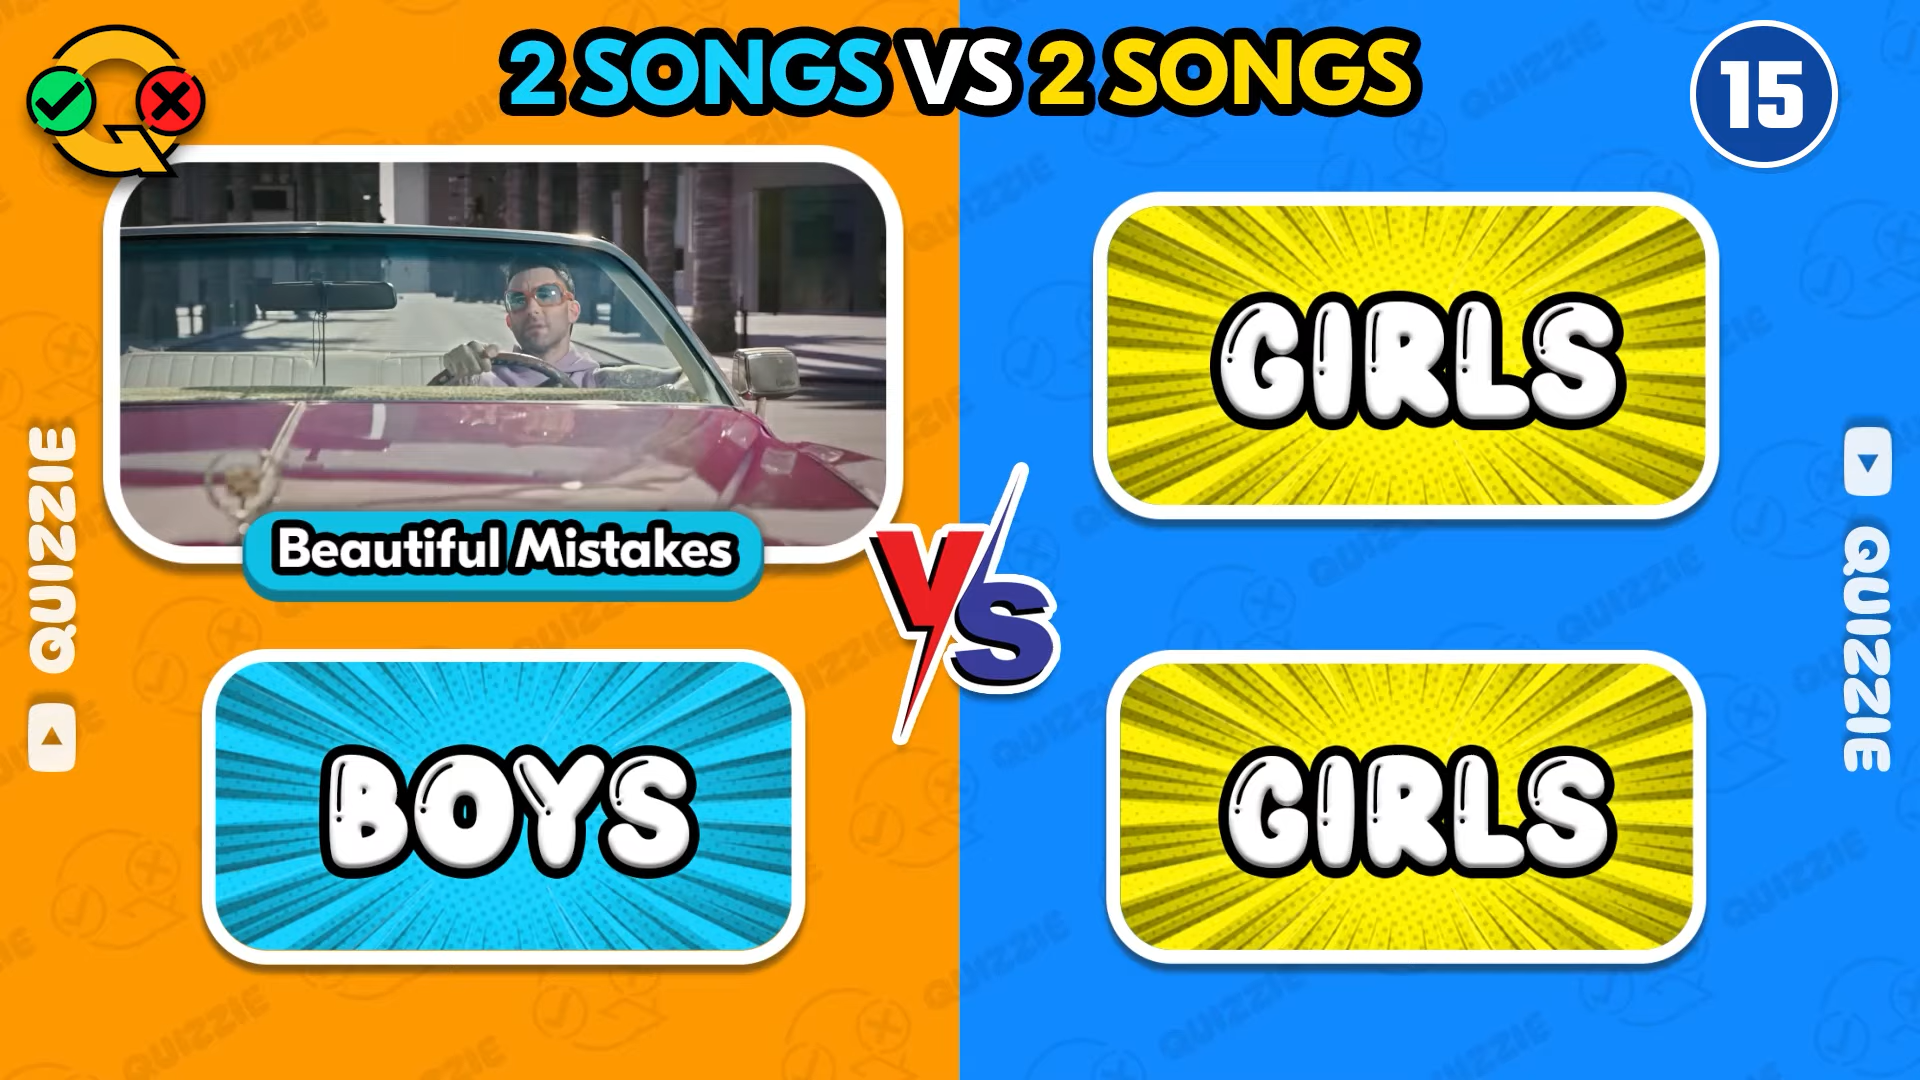 2 SONGS VS 2 SONGS
15
Beautiful Mistakes
GIRLS
VS
BOYS
GIRLS
QUIZZIE
QUIZZIE